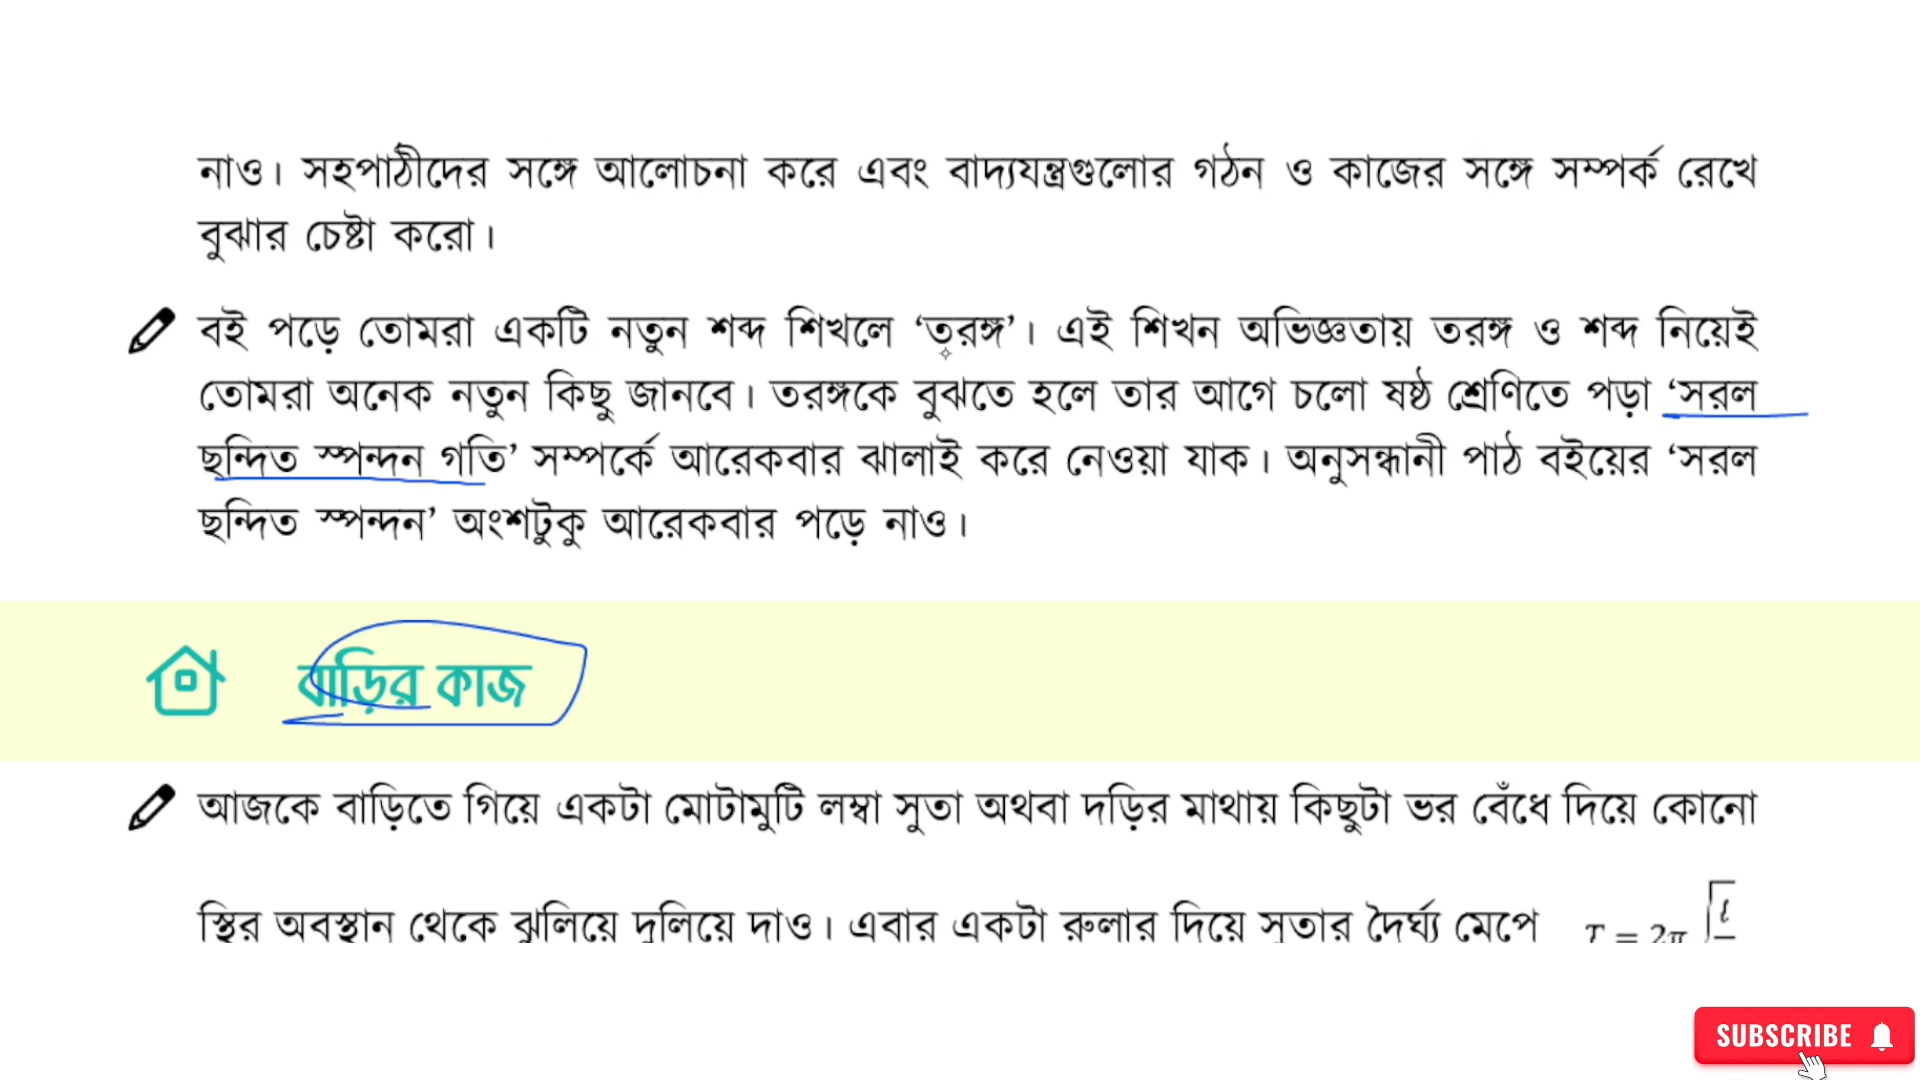 নাও। সহপাঠীদের সঙ্গে আলোচনা করে এবং বাদ্যযন্ত্রগুলোর গঠন ও কাজের সঙ্গে সম্পর্ক রেখে
বুঝার চেষ্টা করো।
বই পড়ে তোমরা একটি নতুন শব্দ শিখলে ‘তরঙ্গ’। এই শিখন অভিজ্ঞতায় তরঙ্গ ও শব্দ নিয়েই
তোমরা অনেক নতুন কিছু জানবে। তরঙ্গকে বুঝতে হলে তার আগে চলো ষষ্ঠ শ্রেণিতে পড়া ‘সরল
ছন্দিত স্পন্দন গতি’ সম্পর্কে আরেকবার ঝালাই করে নেওয়া যাক। অনুসন্ধানী পাঠ বইয়ের ‘সরল
ছন্দিত স্পন্দন’ অংশটুকু আরেকবার পড়ে নাও।
বাড়ির কাজ
আজকে বাড়িতে গিয়ে একটা মোটামুটি লম্বা সুতা অথবা দড়ির মাথায় কিছুটা ভর বেঁধে দিয়ে কোনো
স্থির অবস্থান থেকে ঝুলিয়ে দুলিয়ে দাও। এবার একটা রুলার দিয়ে সুতার দৈর্ঘ্য মেপে T = 2π √l
SUBSCRIBE